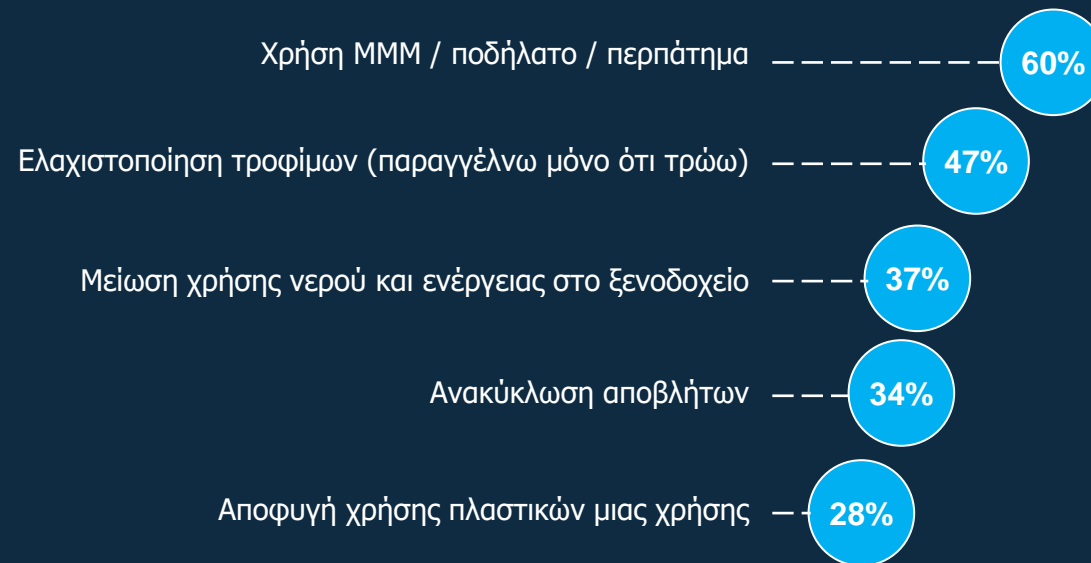 Χρήση ΜΜΜ / ποδήλατο / περπάτημα 60%
Ελαχιστοποίηση τροφίμων (παραγγέλνω μόνο ότι τρώω) 47%
Μείωση χρήσης νερού και ενέργειας στο ξενοδοχείο 37%
Ανακύκλωση αποβλήτων 34%
Αποφυγή χρήσης πλαστικών μιας χρήσης 28%